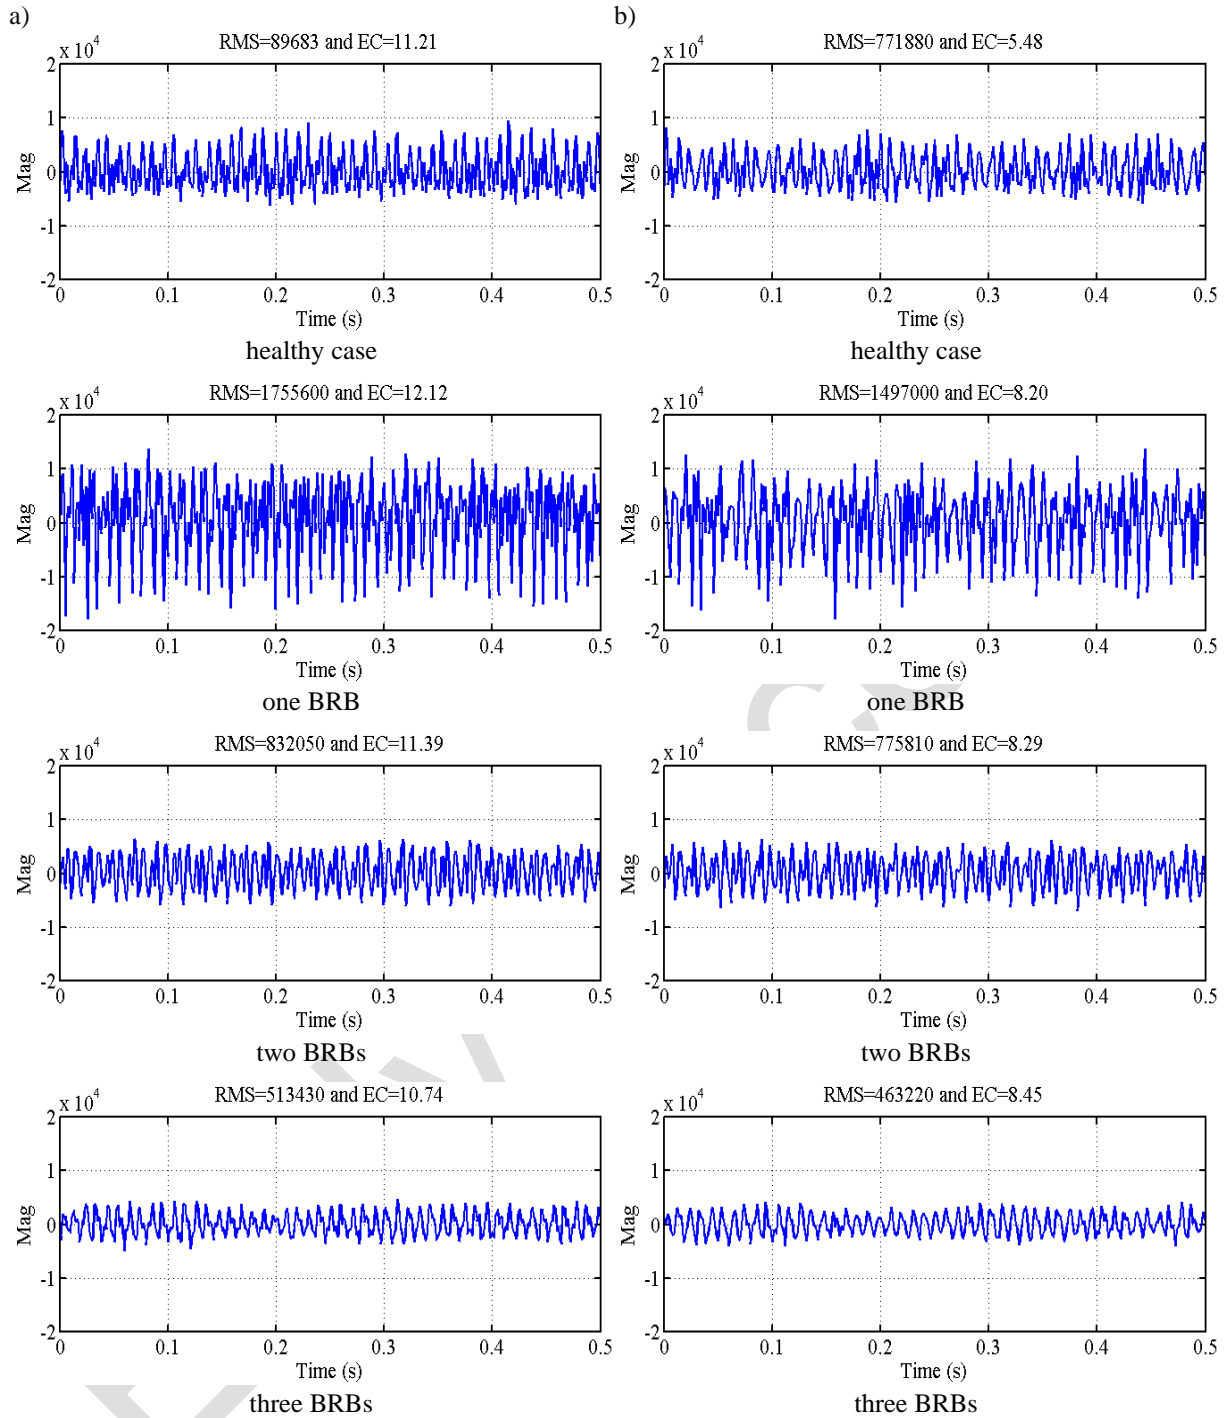 a)
b)
RMS=89683 and EC=11.21
x 10^4
2
1
0
-1
-2
Mag
0 0.1 0.2 0.3 0.4 0.5
Time (s)
healthy case
RMS=771880 and EC=5.48
x 10^4
2
1
0
-1
-2
Mag
0 0.1 0.2 0.3 0.4 0.5
Time (s)
healthy case
RMS=1755600 and EC=12.12
x 10^4
2
1
0
-1
-2
Mag
0 0.1 0.2 0.3 0.4 0.5
Time (s)
one BRB
RMS=1497000 and EC=8.20
x 10^4
2
1
0
-1
-2
Mag
0 0.1 0.2 0.3 0.4 0.5
Time (s)
one BRB
RMS=832050 and EC=11.39
x 10^4
2
1
0
-1
-2
Mag
0 0.1 0.2 0.3 0.4 0.5
Time (s)
two BRBs
RMS=775810 and EC=8.29
x 10^4
2
1
0
-1
-2
Mag
0 0.1 0.2 0.3 0.4 0.5
Time (s)
two BRBs
RMS=513430 and EC=10.74
x 10^4
2
1
0
-1
-2
Mag
0 0.1 0.2 0.3 0.4 0.5
Time (s)
three BRBs
RMS=463220 and EC=8.45
x 10^4
2
1
0
-1
-2
Mag
0 0.1 0.2 0.3 0.4 0.5
Time (s)
three BRBs